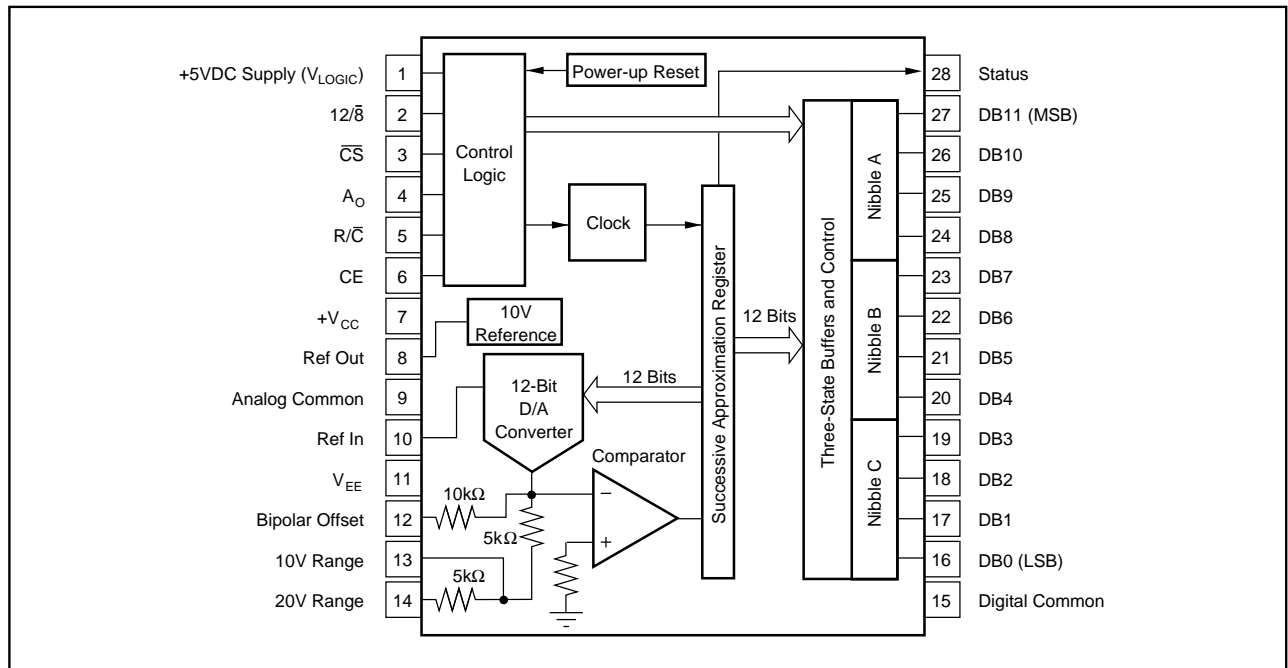 +5VDC Supply (V_LOGIC)
12/8̅
C̅S̅
A_O
R/C̅
CE
+V_CC
Ref Out
Analog Common
Ref In
V_EE
Bipolar Offset
10V Range
20V Range
1
2
3
4
5
6
7
8
9
10
11
12
13
14
Control
Logic
Power-up Reset
Clock
10V
Reference
12-Bit
D/A
Converter
12 Bits
Comparator
10kΩ
5kΩ
5kΩ
−
+
Successive Approximation Register
12 Bits
Three-State Buffers and Control
Nibble A
Nibble B
Nibble C
28
27
26
25
24
23
22
21
20
19
18
17
16
15
Status
DB11 (MSB)
DB10
DB9
DB8
DB7
DB6
DB5
DB4
DB3
DB2
DB1
DB0 (LSB)
Digital Common